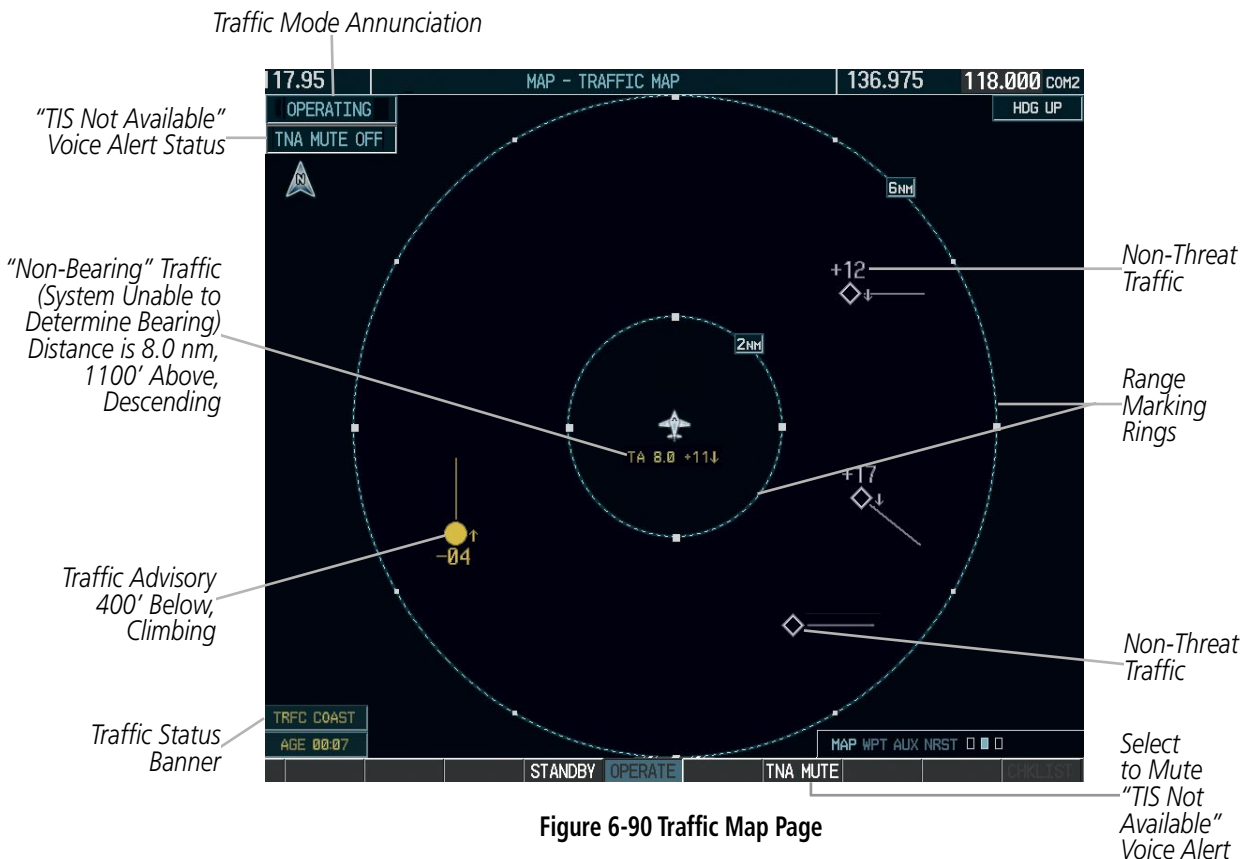 Traffic Mode Annunciation
17.95
MAP - TRAFFIC MAP
136.975
118.000 COM2
OPERATING
HDG UP
"TIS Not Available"
Voice Alert Status
TNA MUTE OFF
N
6NM
"Non-Bearing" Traffic
(System Unable to
Determine Bearing)
Distance is 8.0 nm,
1100' Above,
Descending
+12
Non-Threat
Traffic
2NM
Range
Marking
Rings
TA 8.0 +11↓
+17
-04
Traffic Advisory
400' Below,
Climbing
Non-Threat
Traffic
Traffic Status
Banner
TRFC COAST
AGE 00:07
MAP WPT AUX NRST
STANDBY
OPERATE
TNA MUTE
CHKLIST
Select
to Mute
"TIS Not
Available"
Voice Alert
Figure 6-90 Traffic Map Page